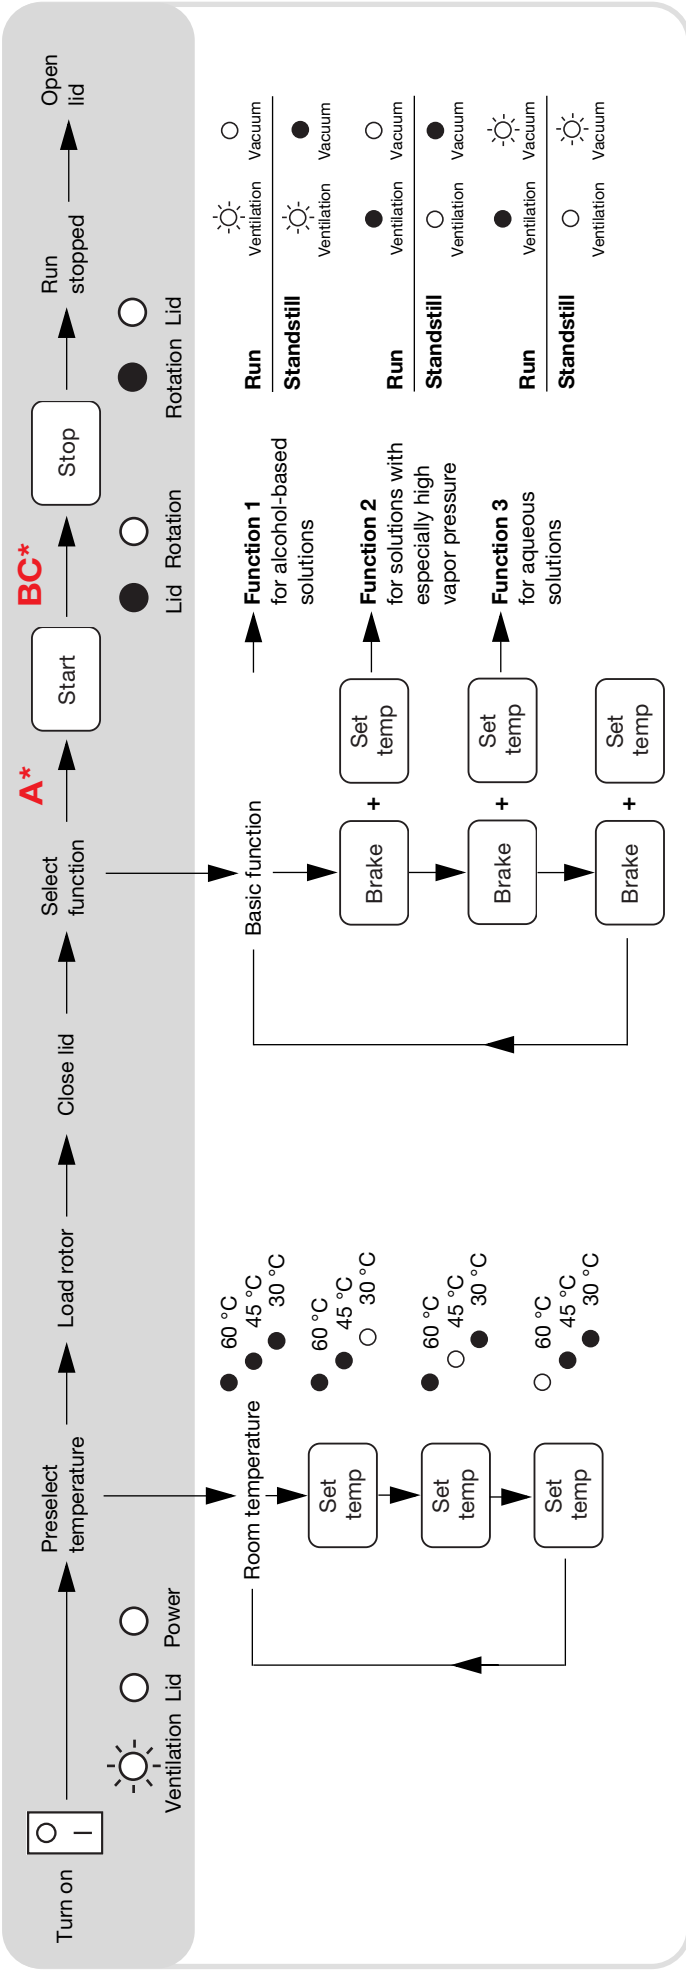 Turn on
Ventilation Lid Power
Preselect
temperature
Load rotor
Close lid
Select
function
A*
Start
BC*
Lid Rotation
Stop
Rotation Lid
Run
stopped
Open
lid
Room temperature
60 °C
45 °C
30 °C
Set
temp
60 °C
45 °C
30 °C
Set
temp
60 °C
45 °C
30 °C
Set
temp
60 °C
45 °C
30 °C
Basic function
Function 1
for alcohol-based
solutions
Run
Ventilation Vacuum
Standstill
Ventilation Vacuum
Brake
+
Set
temp
Function 2
for solutions with
especially high
vapor pressure
Run
Ventilation Vacuum
Standstill
Ventilation Vacuum
Brake
+
Set
temp
Function 3
for aqueous
solutions
Run
Ventilation Vacuum
Standstill
Ventilation Vacuum
Brake
+
Set
temp